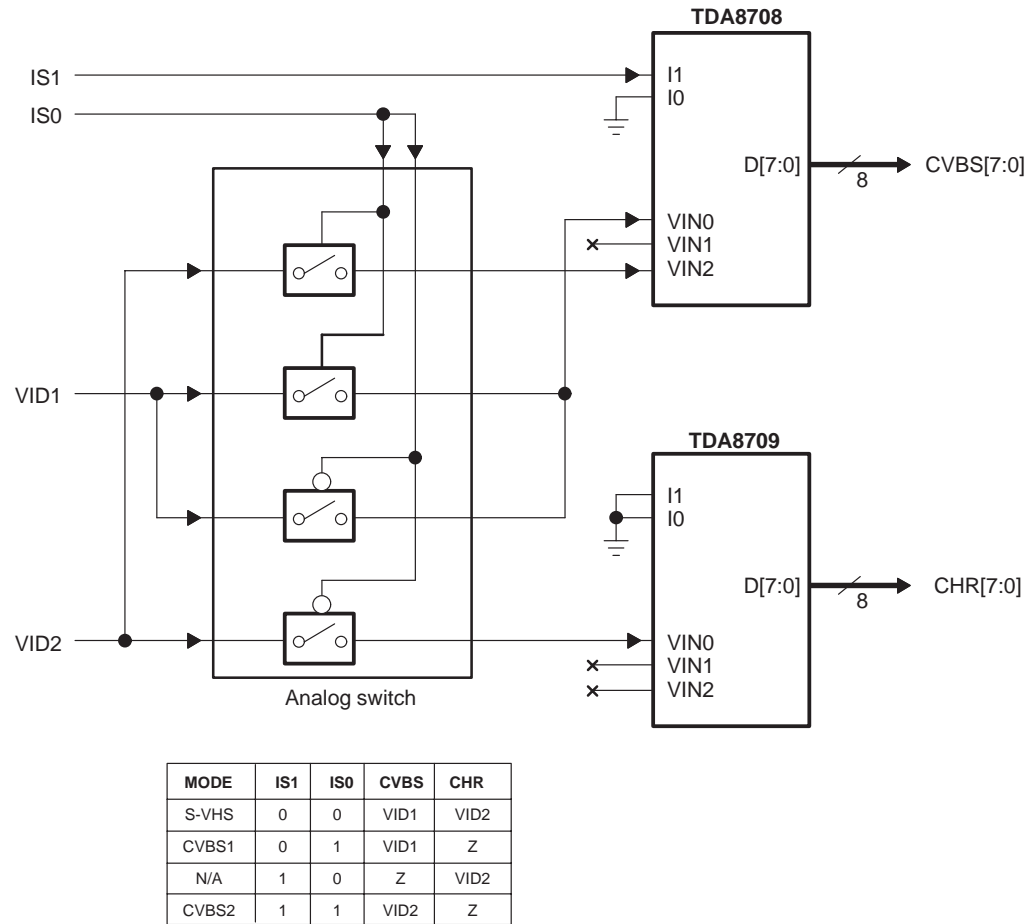 TDA8708
IS1
I1
I0
IS0
D[7:0]
8
CVBS[7:0]
VIN0
VIN1
VIN2
VID1
TDA8709
I1
I0
D[7:0]
8
CHR[7:0]
VID2
VIN0
VIN1
VIN2
Analog switch
MODE IS1 IS0 CVBS CHR
S-VHS 0 0 VID1 VID2
CVBS1 0 1 VID1 Z
N/A 1 0 Z VID2
CVBS2 1 1 VID2 Z